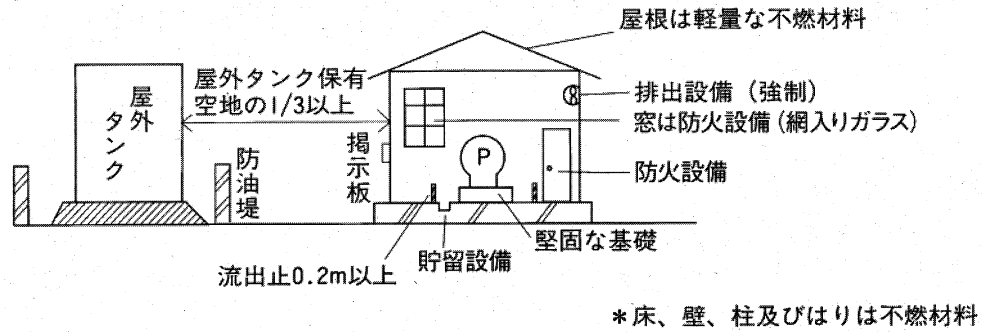 屋根は軽量な不燃材料
屋外タンク保有
空地の1/3以上
排出設備（強制）
窓は防火設備（網入りガラス）
屋外
タンク
防油堤
掲示板
P
防火設備
堅固な基礎
貯留設備
流出止0.2m以上
＊床、壁、柱及びはりは不燃材料